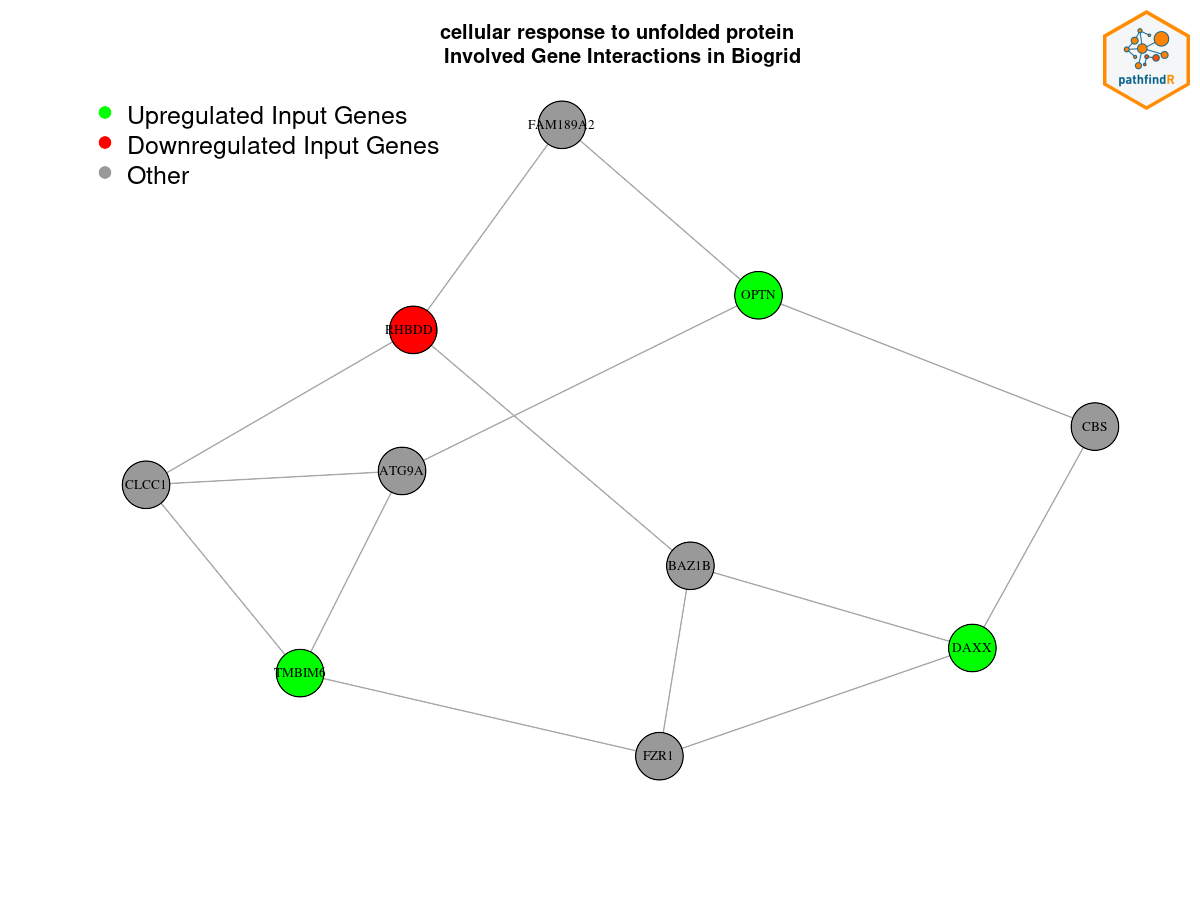 cellular response to unfolded protein
Involved Gene Interactions in Biogrid
pathfindR
Upregulated Input Genes
Downregulated Input Genes
Other
FAM189A2
OPTN
RHBDD
CBS
ATG9A
CLCC1
BAZ1B
DAXX
TMBIM6
FZR1